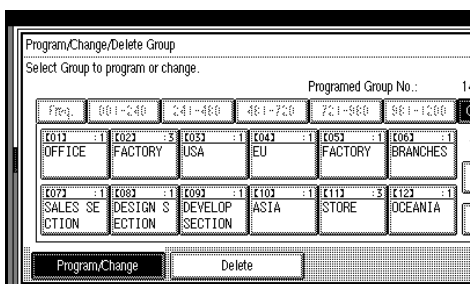 Program/Change/Delete Group
Select Group to program or change.
Programed Group No.: 14
Freq. 001-240 241-480 481-720 721-960 961-1200
[01] :1 [02] :3 [03] :1 [04] :1 [05] :1 [06] :1
OFFICE FACTORY USA EU FACTORY BRANCHES
[07] :1 [08] :1 [09] :1 [10] :1 [11] :3 [12] :1
SALES SE DESIGN S DEVELOP ASIA STORE OCEANIA
CTION ECTION SECTION
Program/Change Delete